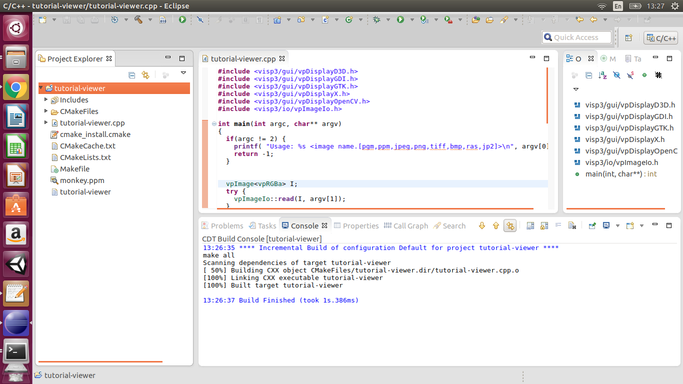 C/C++ - tutorial-viewer/tutorial-viewer.cpp - Eclipse
En
13:27
Quick Access
C/C++
Project Explorer
tutorial-viewer
Includes
CMakeFiles
tutorial-viewer.cpp
cmake_install.cmake
CMakeCache.txt
CMakeLists.txt
Makefile
monkey.ppm
tutorial-viewer
tutorial-viewer.cpp
#include <visp3/gui/vpDisplayD3D.h>
#include <visp3/gui/vpDisplayGDI.h>
#include <visp3/gui/vpDisplayGTK.h>
#include <visp3/gui/vpDisplayX.h>
#include <visp3/gui/vpDisplayOpenCV.h>
#include <visp3/io/vpImageIo.h>
int main(int argc, char** argv)
{
if(argc != 2) {
printf( "Usage: %s <image name.[pgm,ppm,jpeg,png,tiff,bmp,ras,jp2]>\n", argv[0]
return -1;
}
vpImage<vpRGBa> I;
try {
vpImageIo::read(I, argv[1]);
}
O
M
Ta
visp3/gui/vpDisplayD3D.h
visp3/gui/vpDisplayGDI.h
visp3/gui/vpDisplayGTK.h
visp3/gui/vpDisplayX.h
visp3/gui/vpDisplayOpenC
visp3/io/vpImageIo.h
main(int, char**) : int
Problems
Tasks
Console
Properties
Call Graph
Search
CDT Build Console [tutorial-viewer]
13:26:35 **** Incremental Build of configuration Default for project tutorial-viewer ****
make all
Scanning dependencies of target tutorial-viewer
[ 50%] Building CXX object CMakeFiles/tutorial-viewer.dir/tutorial-viewer.cpp.o
[100%] Linking CXX executable tutorial-viewer
[100%] Built target tutorial-viewer
13:26:37 Build Finished (took 1s.386ms)
tutorial-viewer